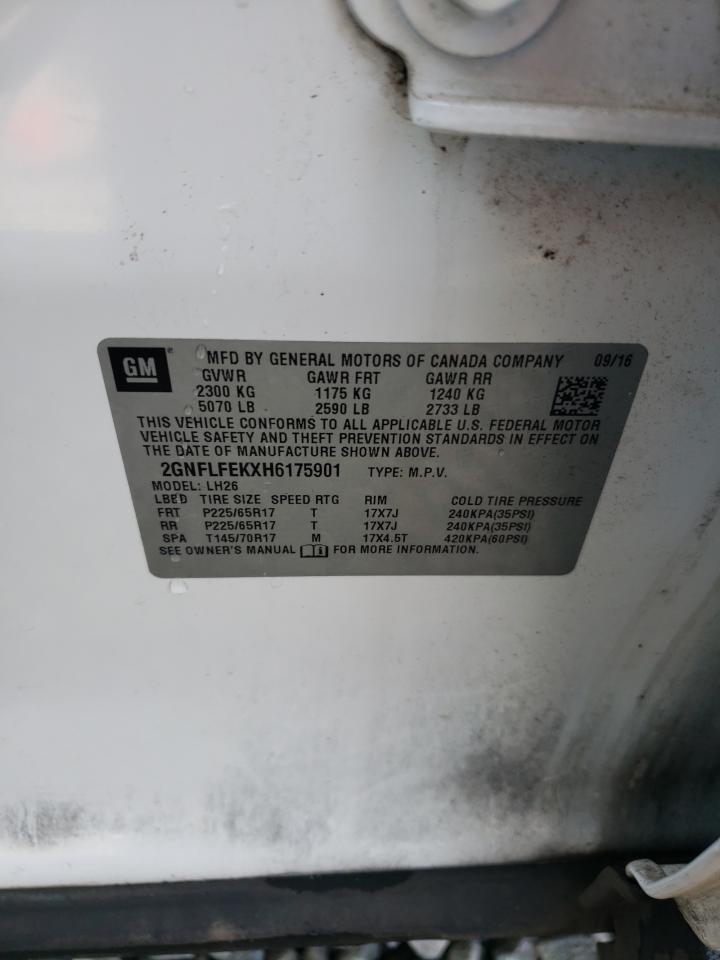 GM MFD BY GENERAL MOTORS OF CANADA COMPANY 09/16
GVWR GAWR FRT GAWR RR
2300 KG 1175 KG 1240 KG
5070 LB 2590 LB 2733 LB
THIS VEHICLE CONFORMS TO ALL APPLICABLE U.S. FEDERAL MOTOR
VEHICLE SAFETY AND THEFT PREVENTION STANDARDS IN EFFECT ON
THE DATE OF MANUFACTURE SHOWN ABOVE.
2GNFLFEKXH6175901 TYPE: M.P.V.
MODEL: LH26
LBED TIRE SIZE SPEED RTG RIM COLD TIRE PRESSURE
FRT P225/65R17 T 17X7J 240KPA(35PSI)
RR P225/65R17 T 17X7J 240KPA(35PSI)
SPA T145/70R17 M 17X4.5T 420KPA(60PSI)
SEE OWNER'S MANUAL FOR MORE INFORMATION.